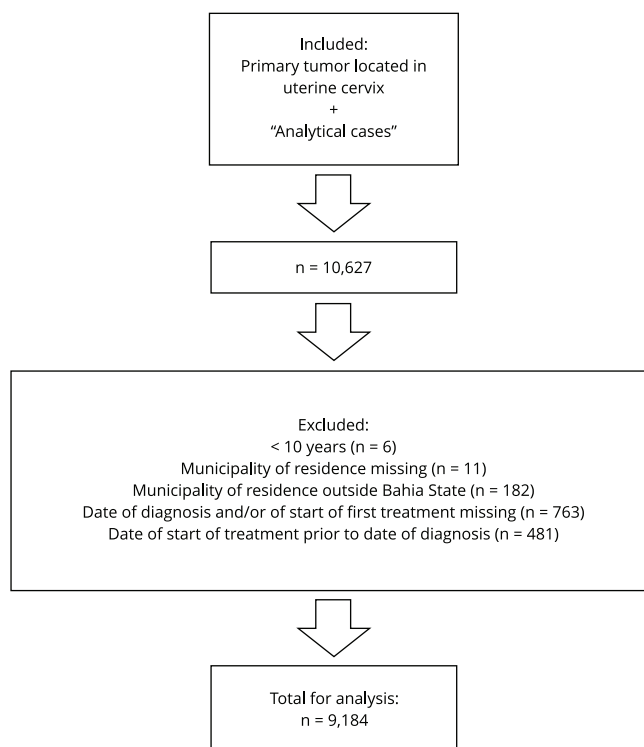 Included:
Primary tumor located in
uterine cervix
+
“Analytical cases”
n = 10,627
Excluded:
< 10 years (n = 6)
Municipality of residence missing (n = 11)
Municipality of residence outside Bahia State (n = 182)
Date of diagnosis and/or of start of first treatment missing (n = 763)
Date of start of treatment prior to date of diagnosis (n = 481)
Total for analysis:
n = 9,184